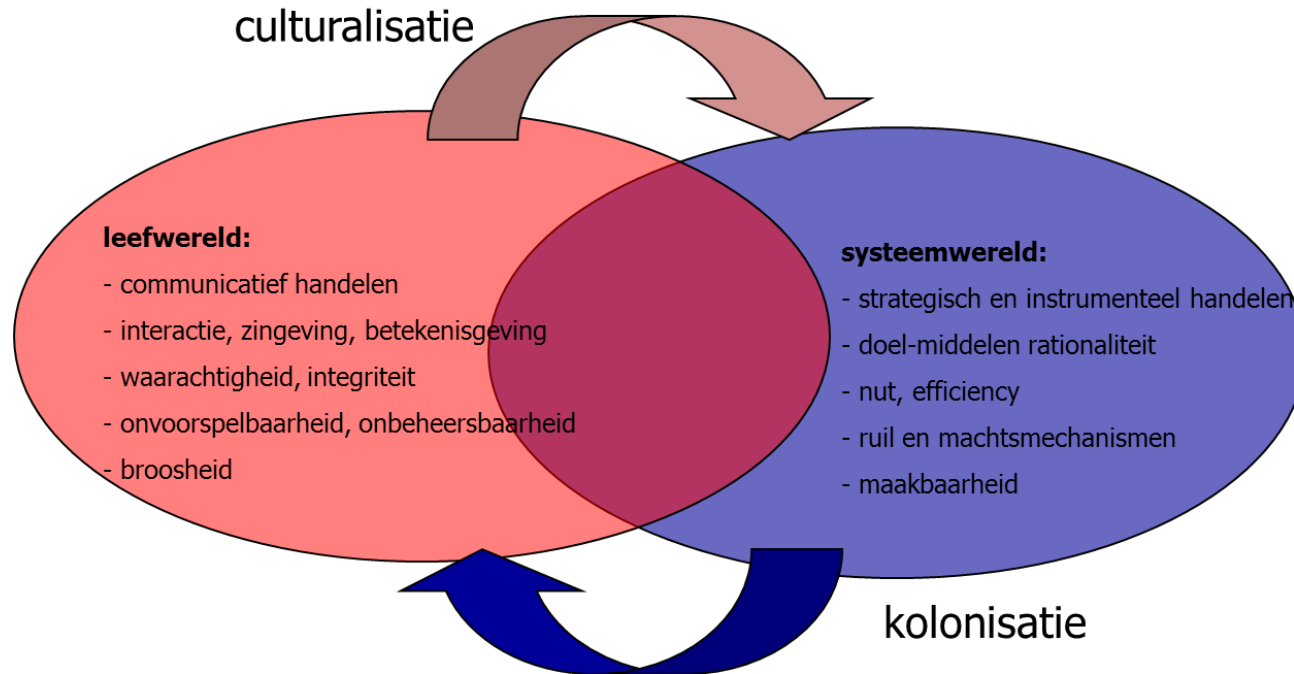 culturalisatie
leefwereld:
- communicatief handelen
- interactie, zingeving, betekenisgeving
- waarachtigheid, integriteit
- onvoorspelbaarheid, onbeheersbaarheid
- broosheid
systeemwereld:
- strategisch en instrumenteel handelen
- doel-middelen rationaliteit
- nut, efficiency
- ruil en machtsmechanismen
- maakbaarheid
kolonisatie